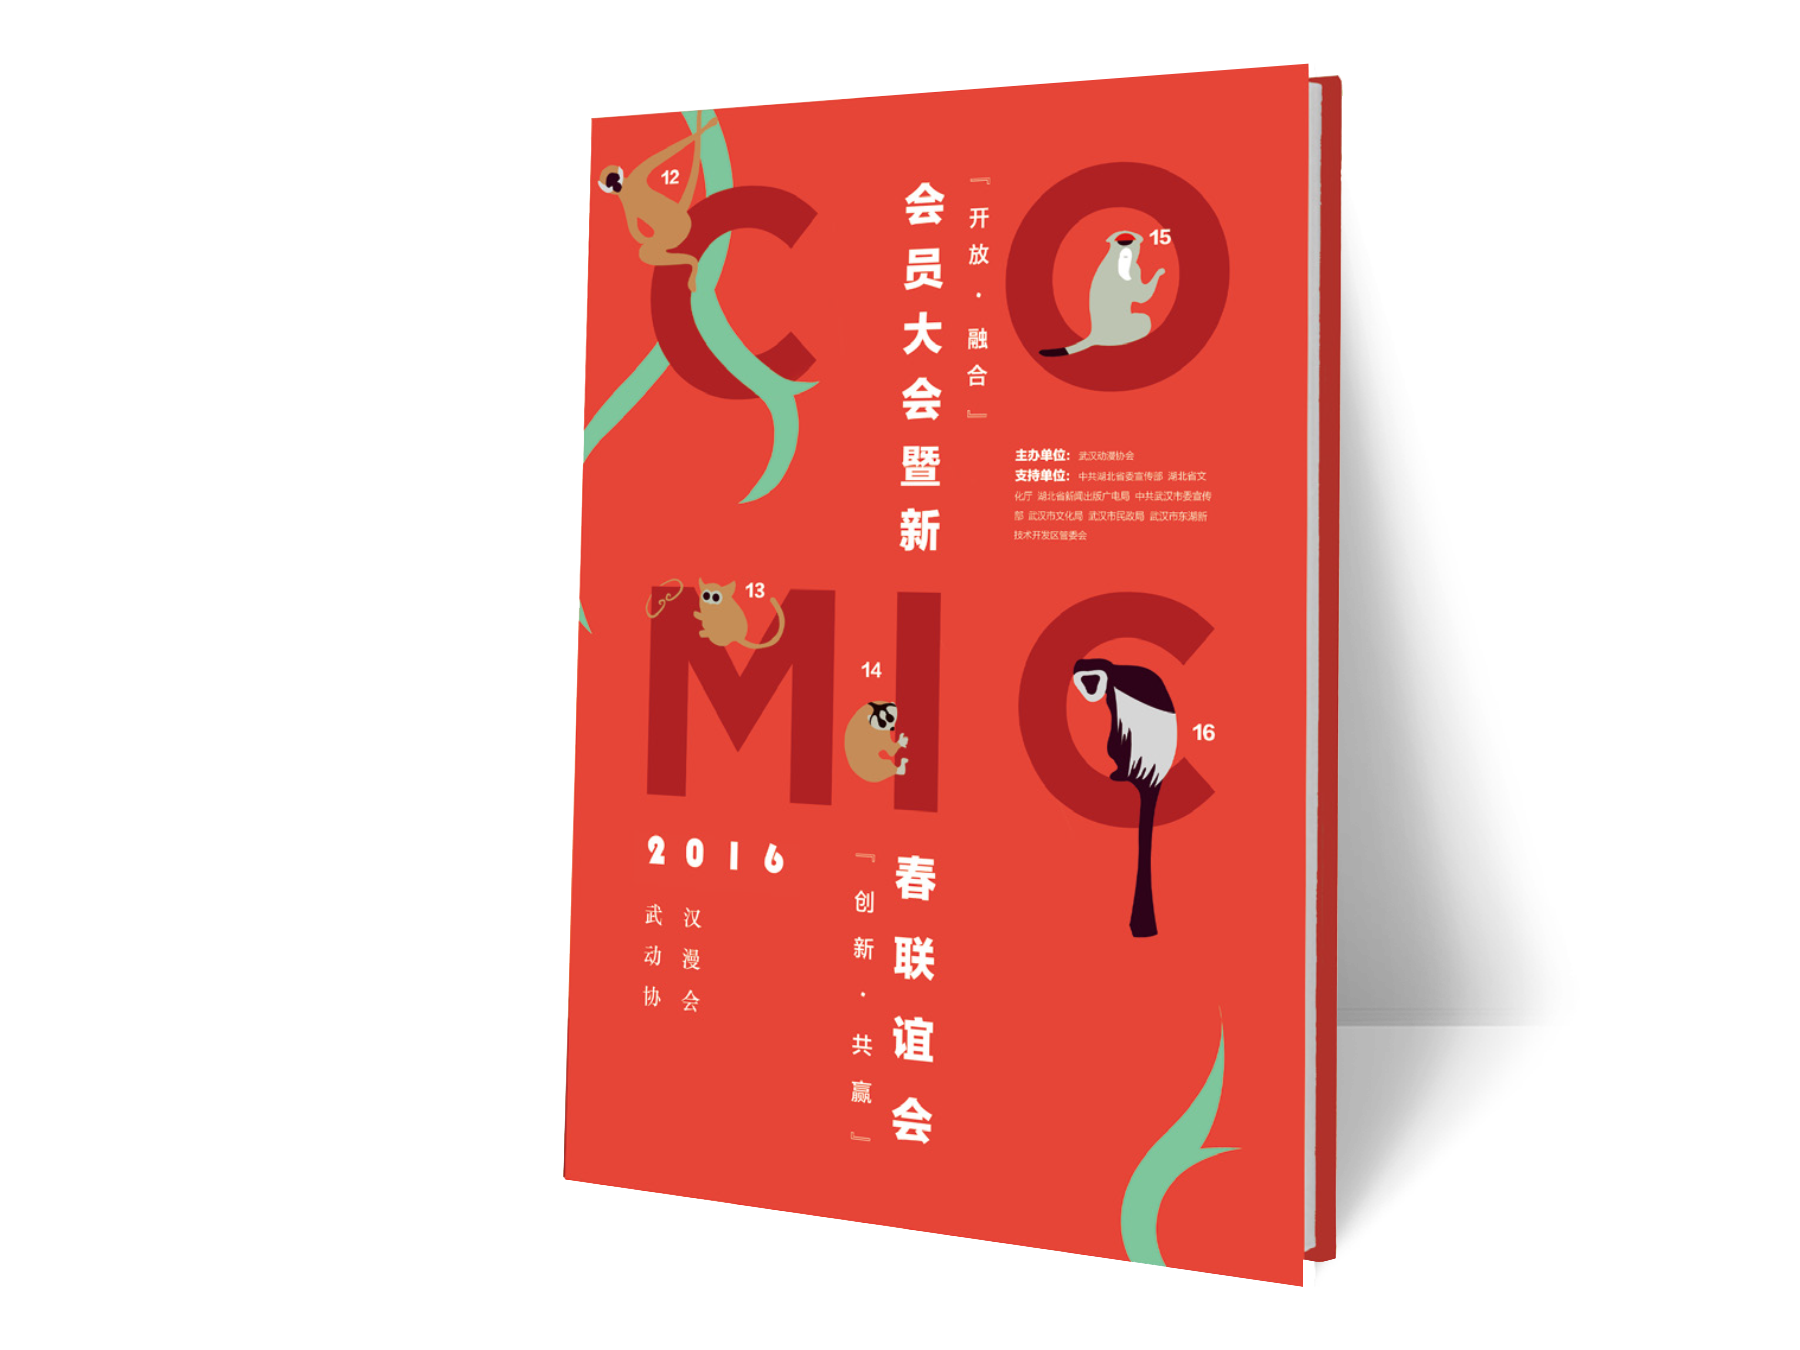 12
C
会员大会暨新
『开放·融合』
15
O
主办单位：武汉动漫协会
支持单位：中共湖北省委宣传部 湖北省文
化厅 湖北省新闻出版广电局 中共武汉市委宣传
部 武汉市文化局 武汉市民政局 武汉市东湖新
技术开发区管委会
13
14
16
MIC
2016
武汉
动漫
协会
『创新·共赢』
春联谊会